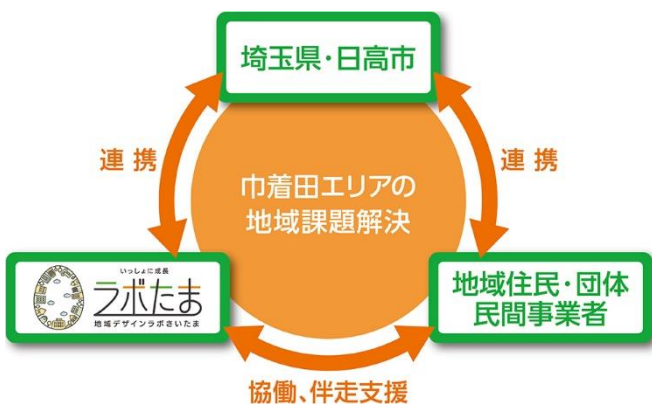 埼玉県・日高市
連携
連携
巾着田エリアの
地域課題解決
いっしょに成長
ラボたま
地域デザインラボさいたま
地域住民・団体
民間事業者
協働、伴走支援